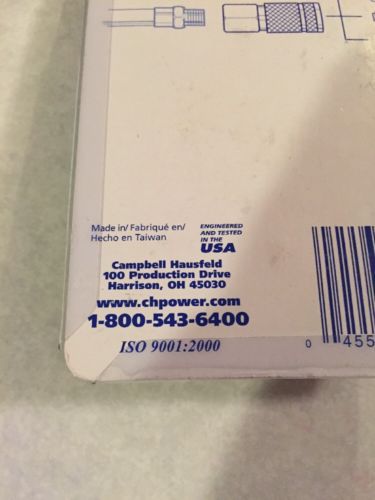 Made in/ Fabriqué en/
Hecho en Taiwan
ENGINEERED
AND TESTED
IN THE
USA
Campbell Hausfeld
100 Production Drive
Harrison, OH 45030
www.chpower.com
1-800-543-6400
ISO 9001:2000
0 455